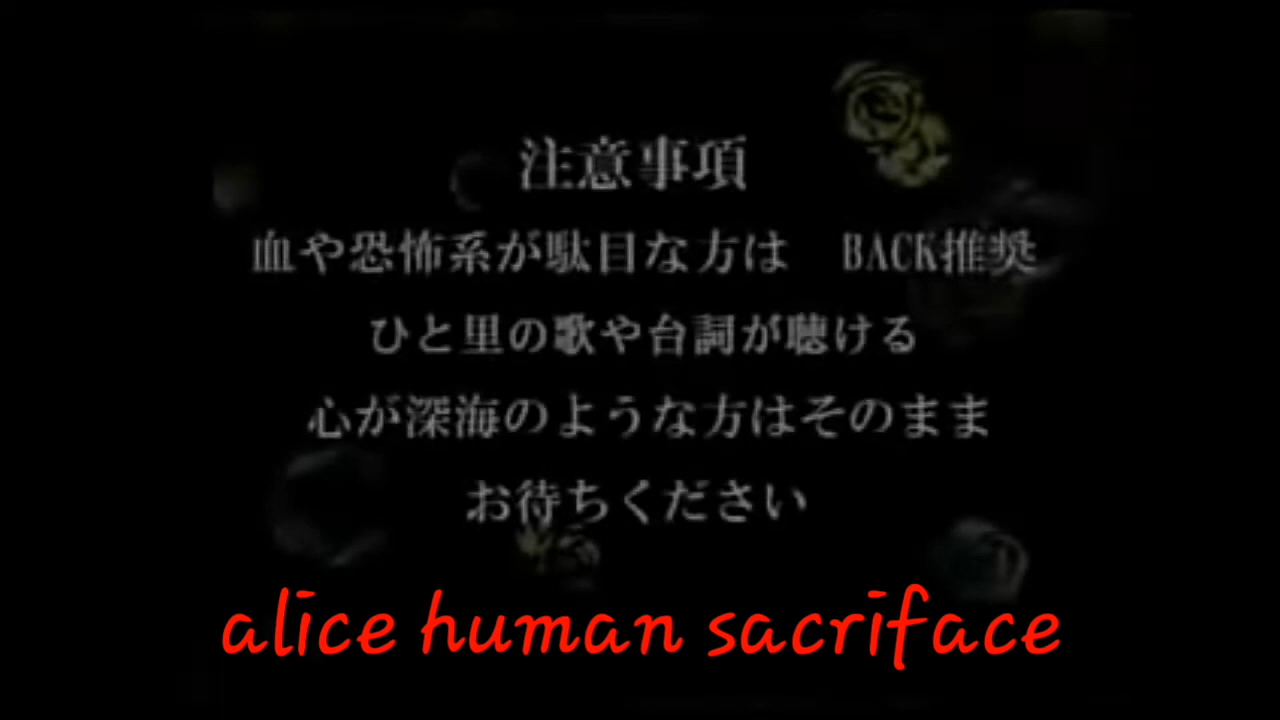 注意事項
血や恐怖系が駄目な方は　BACK推奨
ひと里の歌や台詞が聴ける
心が深海のような方はそのまま
お待ちください
alice human sacriface